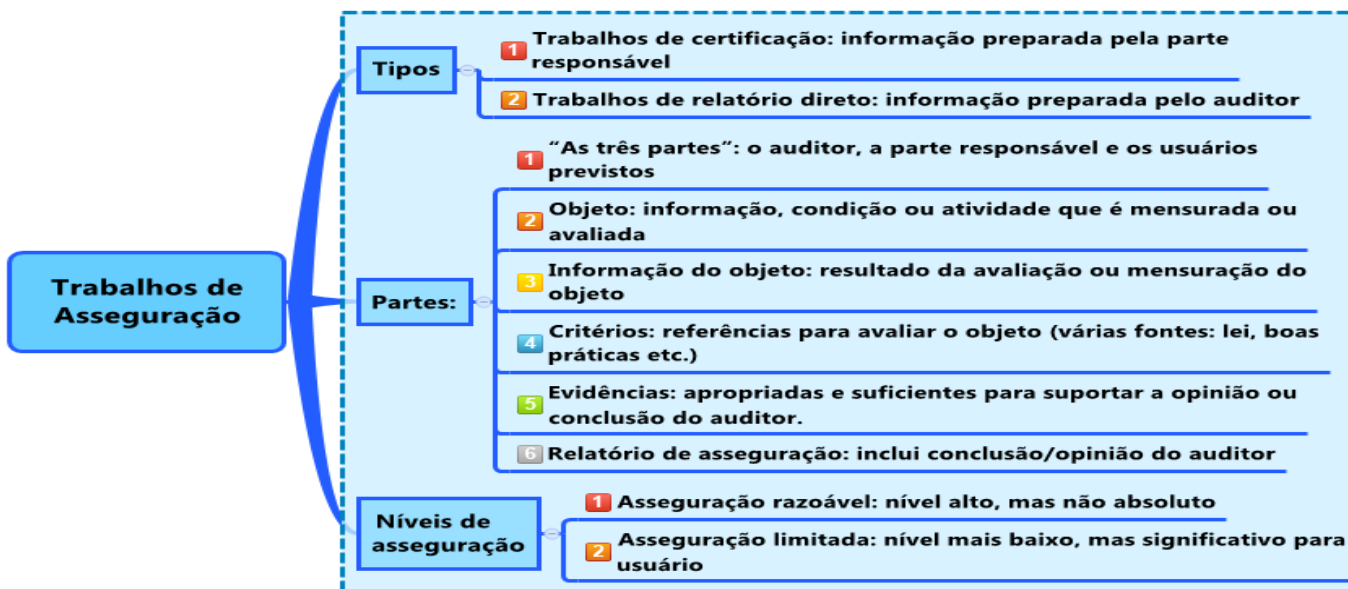 Trabalhos de
Asseguração
Tipos
1 Trabalhos de certificação: informação preparada pela parte
responsável
2 Trabalhos de relatório direto: informação preparada pelo auditor
Partes:
1 “As três partes”: o auditor, a parte responsável e os usuários
previstos
2 Objeto: informação, condição ou atividade que é mensurada ou
avaliada
3 Informação do objeto: resultado da avaliação ou mensuração do
objeto
4 Critérios: referências para avaliar o objeto (várias fontes: lei, boas
práticas etc.)
5 Evidências: apropriadas e suficientes para suportar a opinião ou
conclusão do auditor.
6 Relatório de asseguração: inclui conclusão/opinião do auditor
Níveis de
asseguração
1 Asseguração razoável: nível alto, mas não absoluto
2 Asseguração limitada: nível mais baixo, mas significativo para
usuário